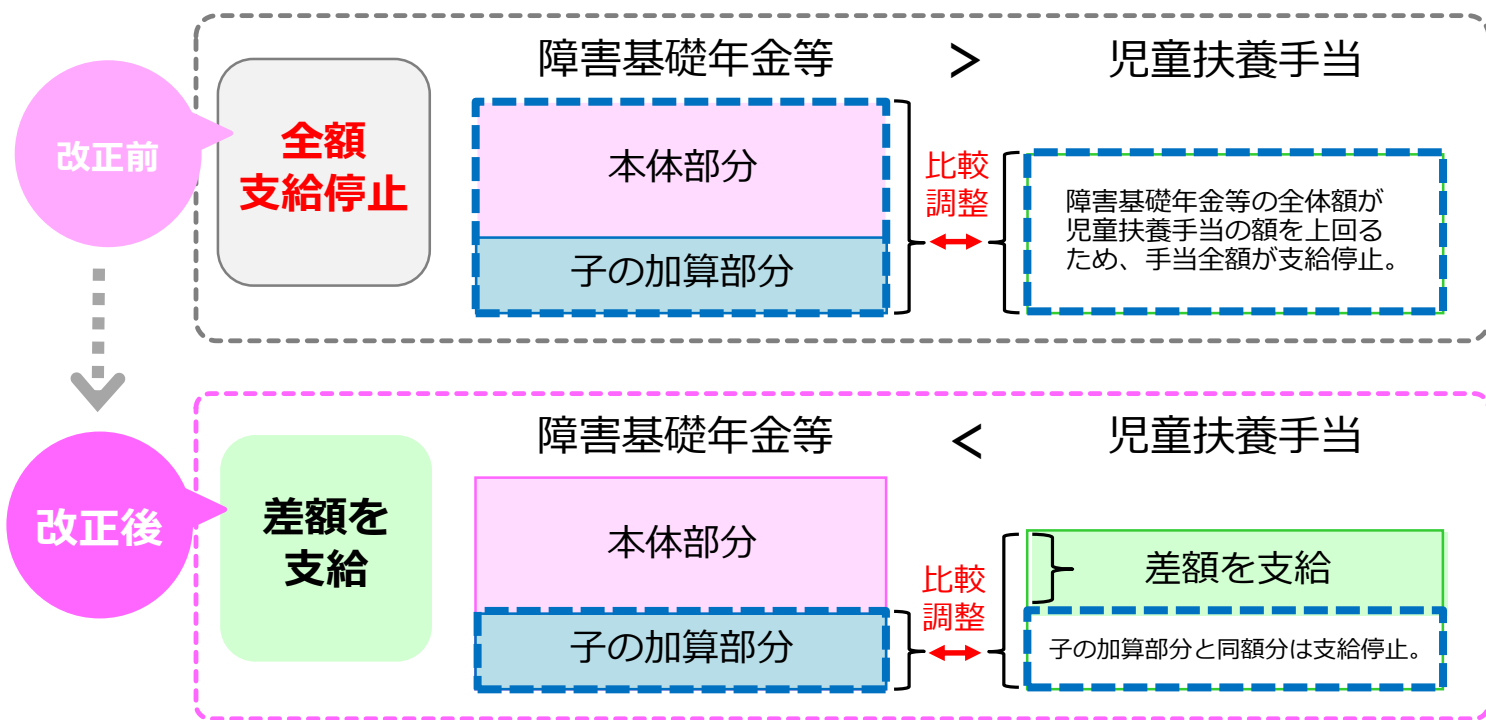 改正前
全額
支給停止
障害基礎年金等 > 児童扶養手当
本体部分
子の加算部分
比較
調整
障害基礎年金等の全体額が
児童扶養手当の額を上回る
ため、手当全額が支給停止。
改正後
差額を
支給
障害基礎年金等 < 児童扶養手当
本体部分
子の加算部分
比較
調整
差額を支給
子の加算部分と同額分は支給停止。